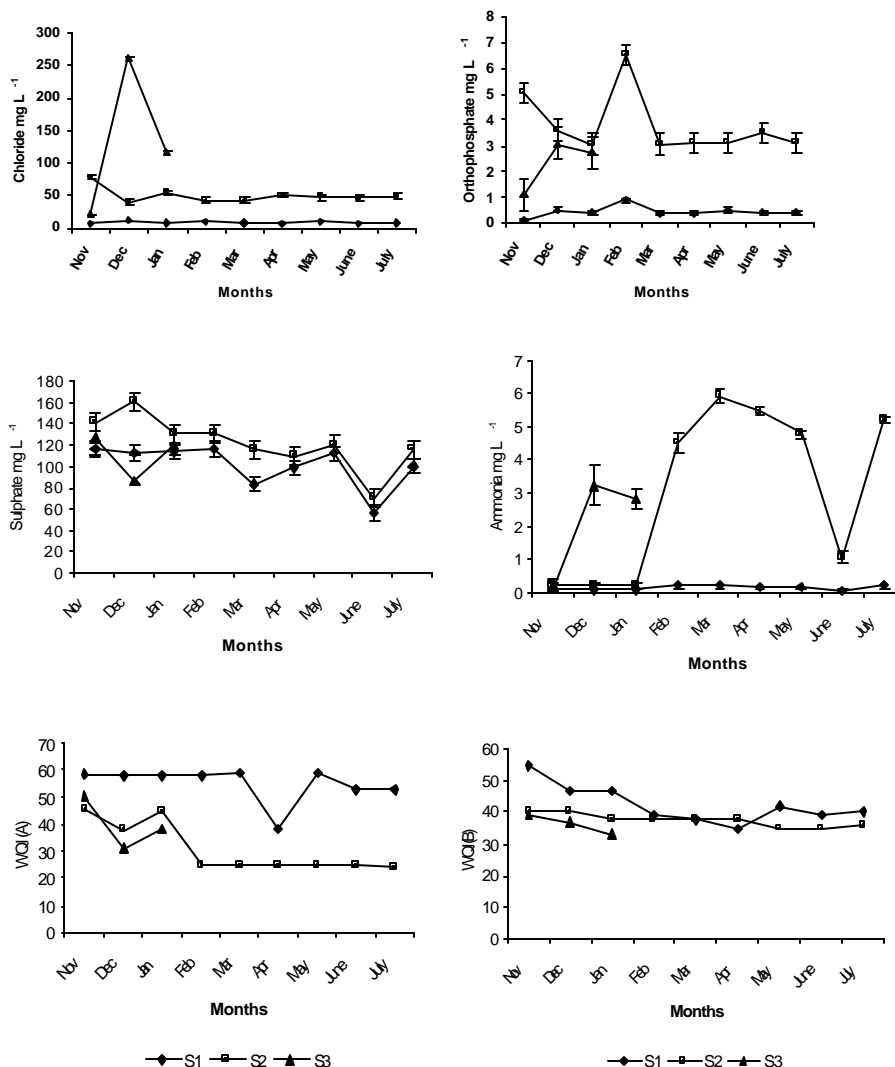 Chloride mg L -1
300
250
200
150
100
50
0
Nov Dec Jan Feb Mar Apr May June July
Months
Orthophosphate mg L -1
8
7
6
5
4
3
2
1
0
Nov Dec Jan Feb Mar Apr May June July
Months
Sulphate mg L -1
180
160
140
120
100
80
60
40
20
0
Nov Dec Jan Feb Mar Apr May June July
Months
Ammonia mg L -1
7
6
5
4
3
2
1
0
Nov Dec Jan Feb Mar Apr May June July
Months
WQI(A)
70
60
50
40
30
20
10
0
Nov Dec Jan Feb Mar Apr May June July
Months
S1 S2 S3
WQI(B)
60
50
40
30
20
10
0
Nov Dec Jan Feb Mar Apr May June July
Months
S1 S2 S3